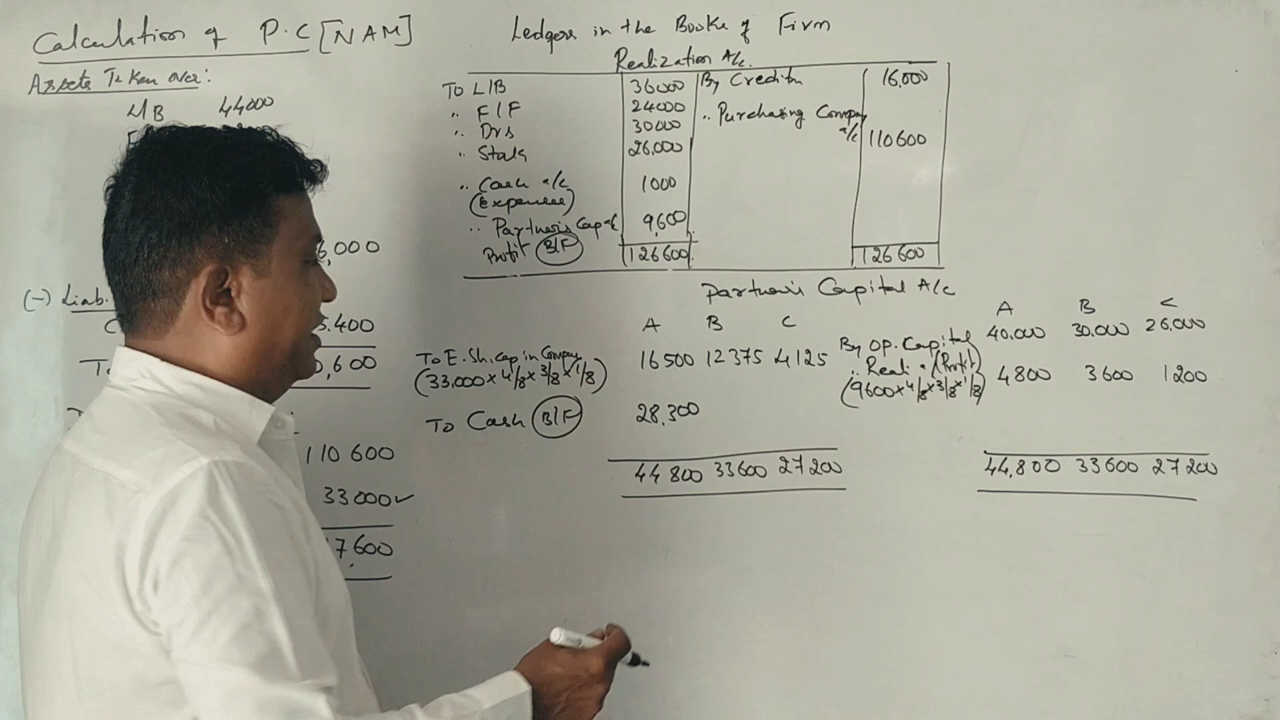 Calculation of P.C [NAM]
Assets Taken over:
L/B 44000
6,000
(-) Liab.
5.400
0,600
110 600
33000✓
7,600
Ledgers in the Books of Firm
Realization A/c.
To L/B 36000 By Creditors 16,000
" F/F 24000 " Purchasing Company
a/c 110600
" Drs 30000
" Stock 26,000
" Cash a/c 1000
(Expenses)
" Partner's Cap a/c 9,600
Profit B/F
126600 126600
Partner's Capital A/c
A B C A B C
To E.Sh.Cap in Company 16500 12375 4125 By Op. Capital 40.000 30.000 26,000
(33,000 × 4/8 × 3/8 × 1/8) " Reali. a/c (Profit) 4800 3600 1200
(9600 × 4/8 × 3/8 × 1/8)
To Cash B/F 28,300
44 800 33600 27200 44,800 33600 27200